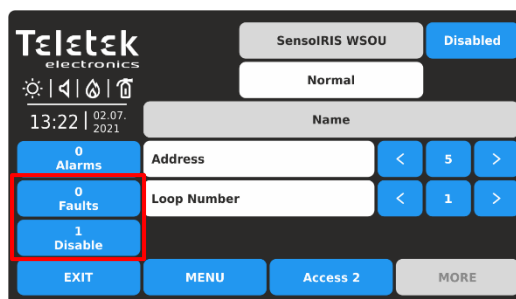 Teletek
electronics
SensoIRIS WSOU
Disabled
Normal
13:22
02.07.
2021
Name
0
Alarms
Address
< 5 >
0
Faults
Loop Number
< 1 >
1
Disable
EXIT
MENU
Access 2
MORE